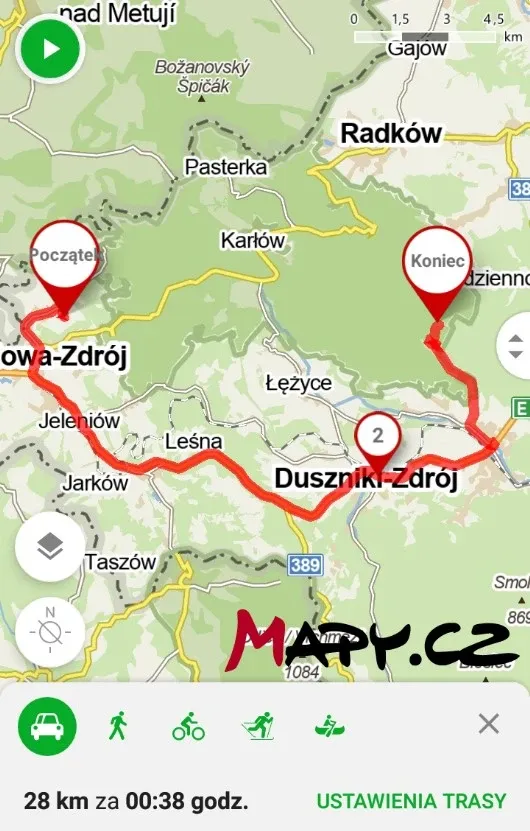 nad Metují
0 1,5 3 4,5
km
Gajów
Božanovský
Špičák
Radków
Pasterka
38
Karłów
Początek
Koniec
dzienno
owa-Zdrój
Łężyce
Jeleniów
2
E
Leśna
Duszniki-Zdrój
Jarków
Taszów
389
N
Smol
869
MAPY.CZ
1084
28 km za 00:38 godz.
USTAWIENIA TRASY